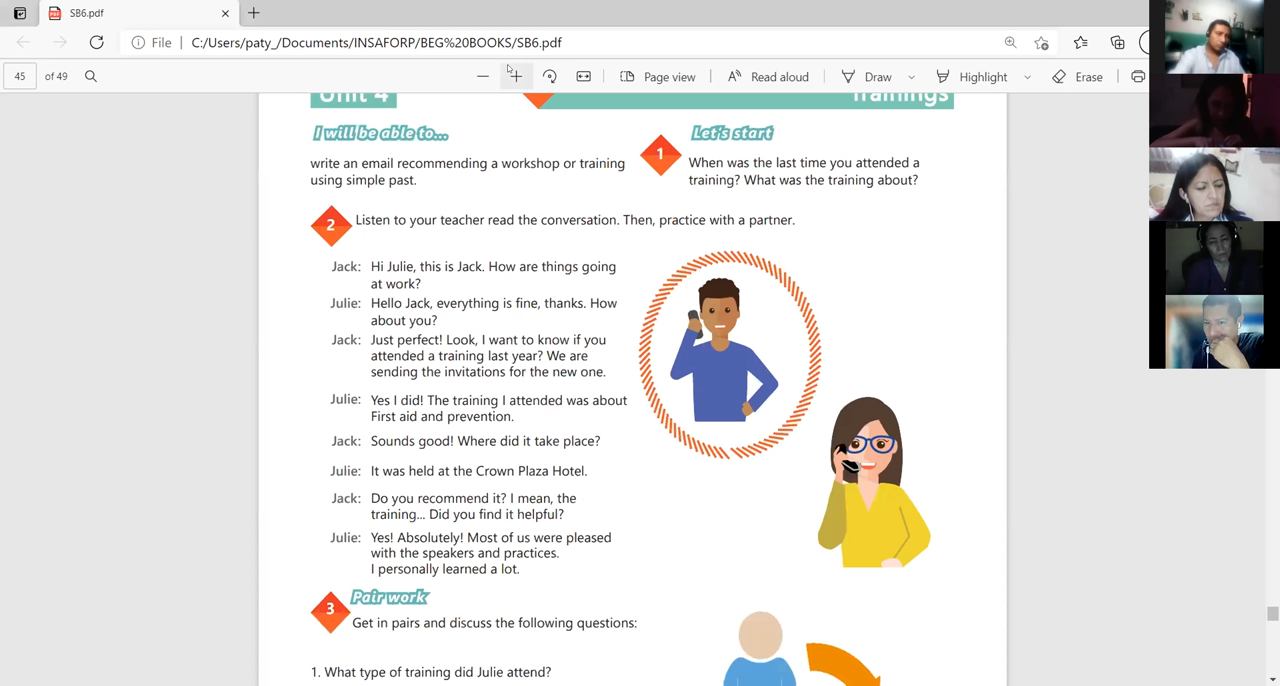 SB6.pdf
File
C:/Users/paty_/Documents/INSAFORP/BEG%20BOOKS/SB6.pdf
45 of 49
Page view
Read aloud
Draw
Highlight
Erase
Unit 4
Trainings
I will be able to...
write an email recommending a workshop or training
using simple past.
1
Let's start
When was the last time you attended a
training? What was the training about?
2
Listen to your teacher read the conversation. Then, practice with a partner.
Jack: Hi Julie, this is Jack. How are things going
at work?
Julie: Hello Jack, everything is fine, thanks. How
about you?
Jack: Just perfect! Look, I want to know if you
attended a training last year? We are
sending the invitations for the new one.
Julie: Yes I did! The training I attended was about
First aid and prevention.
Jack: Sounds good! Where did it take place?
Julie: It was held at the Crown Plaza Hotel.
Jack: Do you recommend it? I mean, the
training... Did you find it helpful?
Julie: Yes! Absolutely! Most of us were pleased
with the speakers and practices.
I personally learned a lot.
3
Pair work
Get in pairs and discuss the following questions:
1. What type of training did Julie attend?